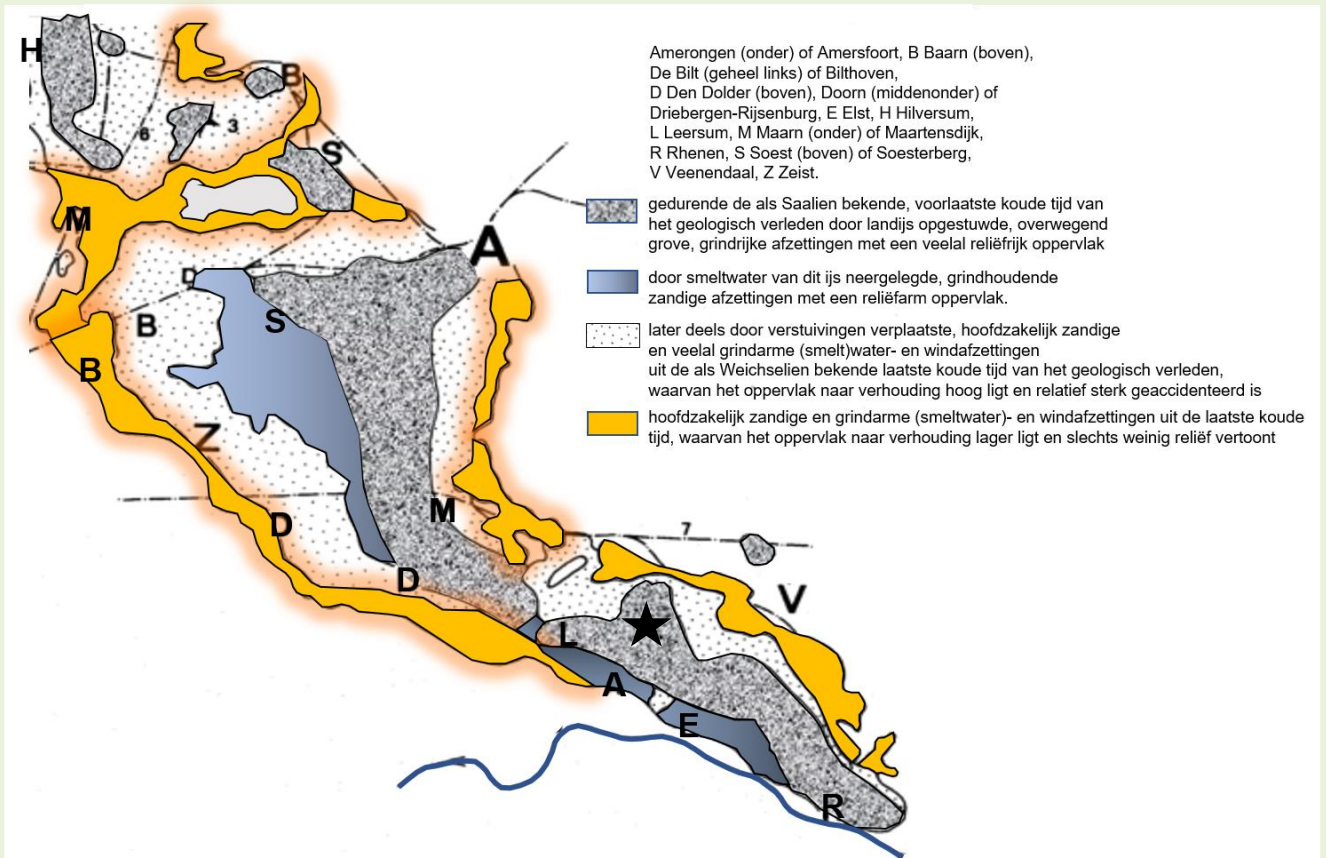 Amerongen (onder) of Amersfoort, B Baarn (boven),
De Bilt (geheel links) of Bilthoven,
D Den Dolder (boven), Doorn (middenonder) of
Driebergen-Rijsenburg, E Elst, H Hilversum,
L Leersum, M Maarn (onder) of Maartensdijk,
R Rhenen, S Soest (boven) of Soesterberg,
V Veenendaal, Z Zeist.
gedurende de als Saalien bekende, voorlaatste koude tijd van
het geologisch verleden door landijs opgestuwde, overwegend
grove, grindrijke afzettingen met een veelal reliëfrijk oppervlak
door smeltwater van dit ijs neergelegde, grindhoudende
zandige afzettingen met een reliëfarm oppervlak.
later deels door verstuivingen verplaatste, hoofdzakelijk zandige
en veelal grindarme (smelt)water- en windafzettingen
uit de als Weichselien bekende laatste koude tijd van het geologisch verleden,
waarvan het oppervlak naar verhouding hoog ligt en relatief sterk geaccidenteerd is
hoofdzakelijk zandige en grindarme (smeltwater)- en windafzettingen uit de laatste koude
tijd, waarvan het oppervlak naar verhouding lager ligt en slechts weinig reliëf vertoont
H
B
6
3
S
M
A
D
B
S
B
Z
M
D
7
D
V
L
A
E
R